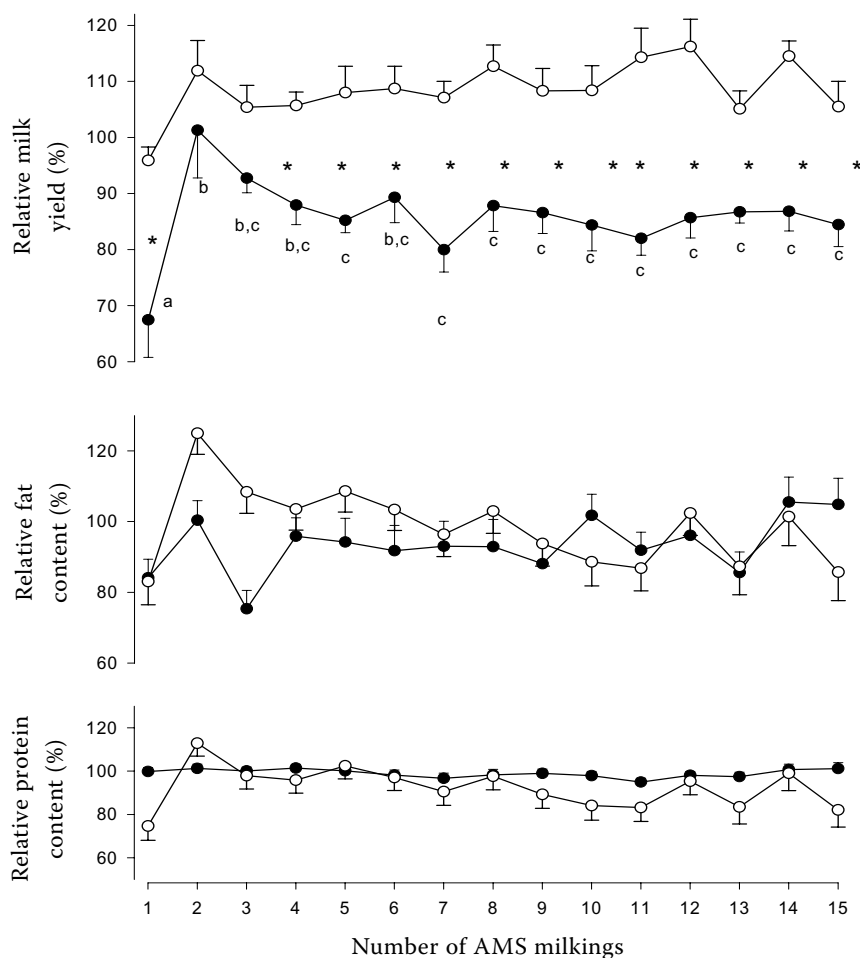 120
110
100
90
80
70
60
Relative milk
yield (%)
* * * * * * * * * * * * *
a
b
b,c
b,c
c
b,c
c
c
c
c
c
c
c
c
c
120
100
80
60
Relative fat
content (%)
120
100
80
60
Relative protein
content (%)
1 2 3 4 5 6 7 8 9 10 11 12 13 14 15
Number of AMS milkings